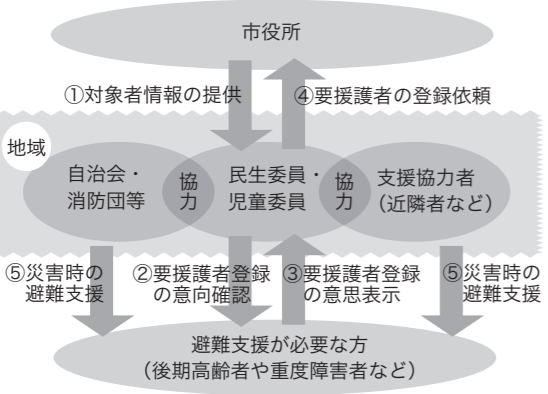 市役所
①対象者情報の提供
④要援護者の登録依頼
地域
自治会・
消防団等
協
力
民生委員・
児童委員
協
力
支援協力者
(近隣者など)
⑤災害時の
避難支援
②要援護者登録
の意向確認
③要援護者登録
の意思表示
⑤災害時の
避難支援
避難支援が必要な方
(後期高齢者や重度障害者など)